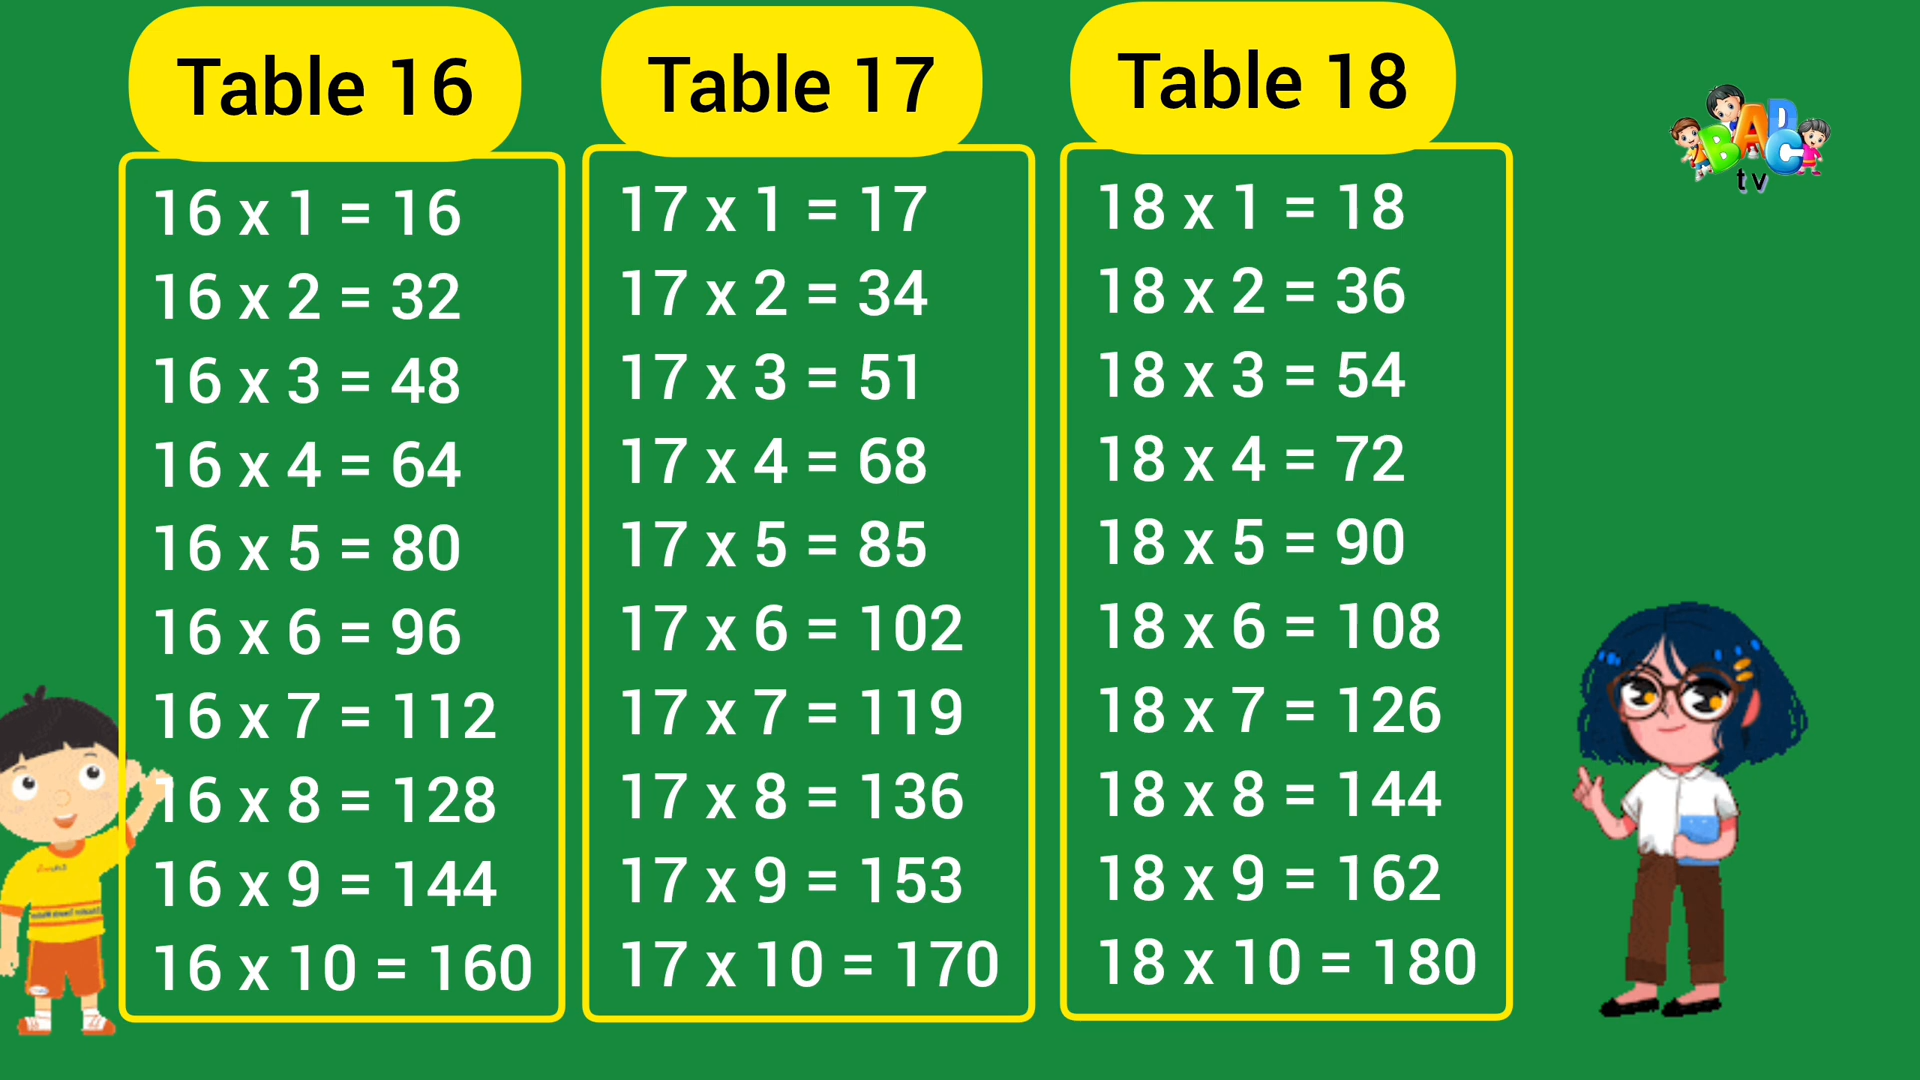 Table 16
16 x 1 = 16
16 x 2 = 32
16 x 3 = 48
16 x 4 = 64
16 x 5 = 80
16 x 6 = 96
16 x 7 = 112
16 x 8 = 128
16 x 9 = 144
16 x 10 = 160
Table 17
17 x 1 = 17
17 x 2 = 34
17 x 3 = 51
17 x 4 = 68
17 x 5 = 85
17 x 6 = 102
17 x 7 = 119
17 x 8 = 136
17 x 9 = 153
17 x 10 = 170
Table 18
18 x 1 = 18
18 x 2 = 36
18 x 3 = 54
18 x 4 = 72
18 x 5 = 90
18 x 6 = 108
18 x 7 = 126
18 x 8 = 144
18 x 9 = 162
18 x 10 = 180
BADC
tv